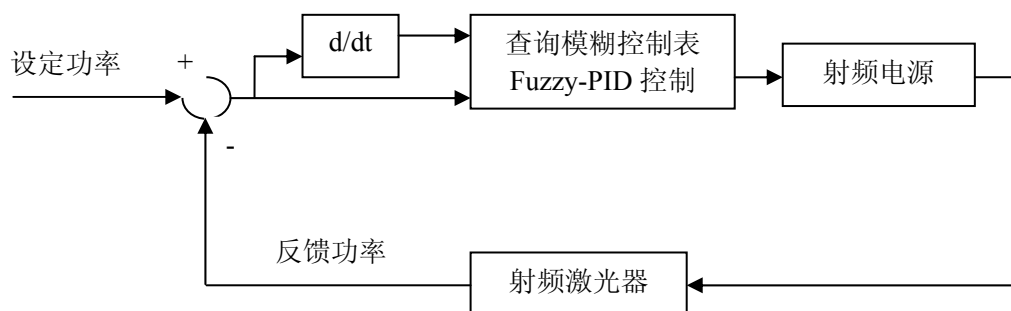 d/dt
查询模糊控制表
Fuzzy-PID 控制
射频电源
设定功率
+
-
反馈功率
射频激光器